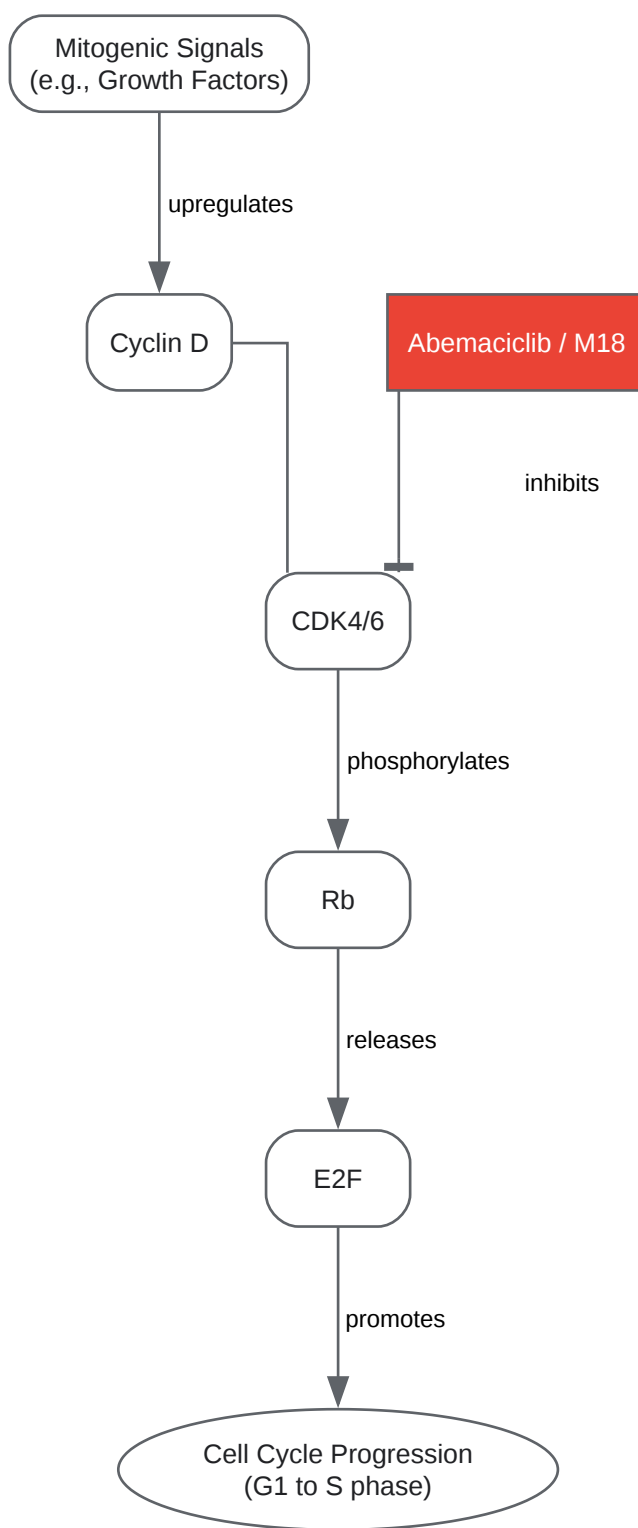 Mitogenic Signals
(e.g., Growth Factors)
upregulates
Cyclin D
Abemaciclib / M18
inhibits
CDK4/6
phosphorylates
Rb
releases
E2F
promotes
Cell Cycle Progression
(G1 to S phase)